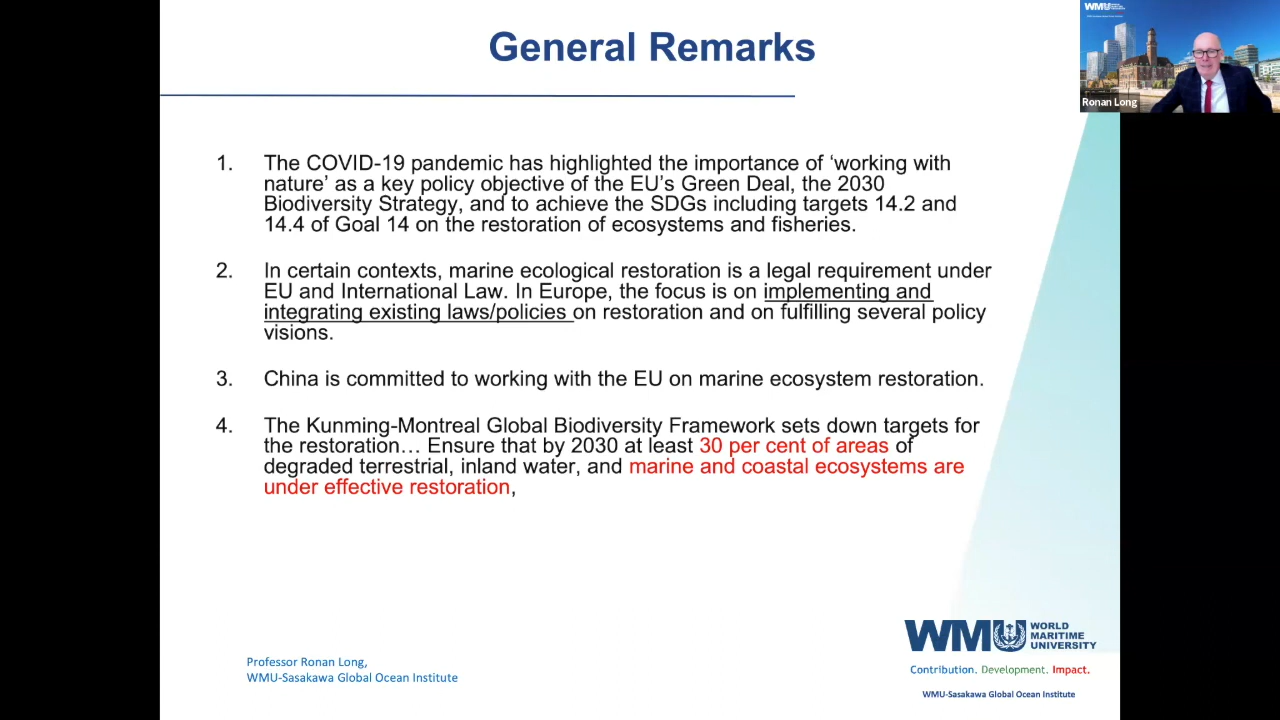 General Remarks
WMU
Ronan Long
1. The COVID-19 pandemic has highlighted the importance of ‘working with
nature’ as a key policy objective of the EU’s Green Deal, the 2030
Biodiversity Strategy, and to achieve the SDGs including targets 14.2 and
14.4 of Goal 14 on the restoration of ecosystems and fisheries.
2. In certain contexts, marine ecological restoration is a legal requirement under
EU and International Law. In Europe, the focus is on implementing and
integrating existing laws/policies on restoration and on fulfilling several policy
visions.
3. China is committed to working with the EU on marine ecosystem restoration.
4. The Kunming-Montreal Global Biodiversity Framework sets down targets for
the restoration… Ensure that by 2030 at least 30 per cent of areas of
degraded terrestrial, inland water, and marine and coastal ecosystems are
under effective restoration,
Professor Ronan Long,
WMU-Sasakawa Global Ocean Institute
WMU WORLD
MARITIME
UNIVERSITY
Contribution. Development. Impact.
WMU-Sasakawa Global Ocean Institute